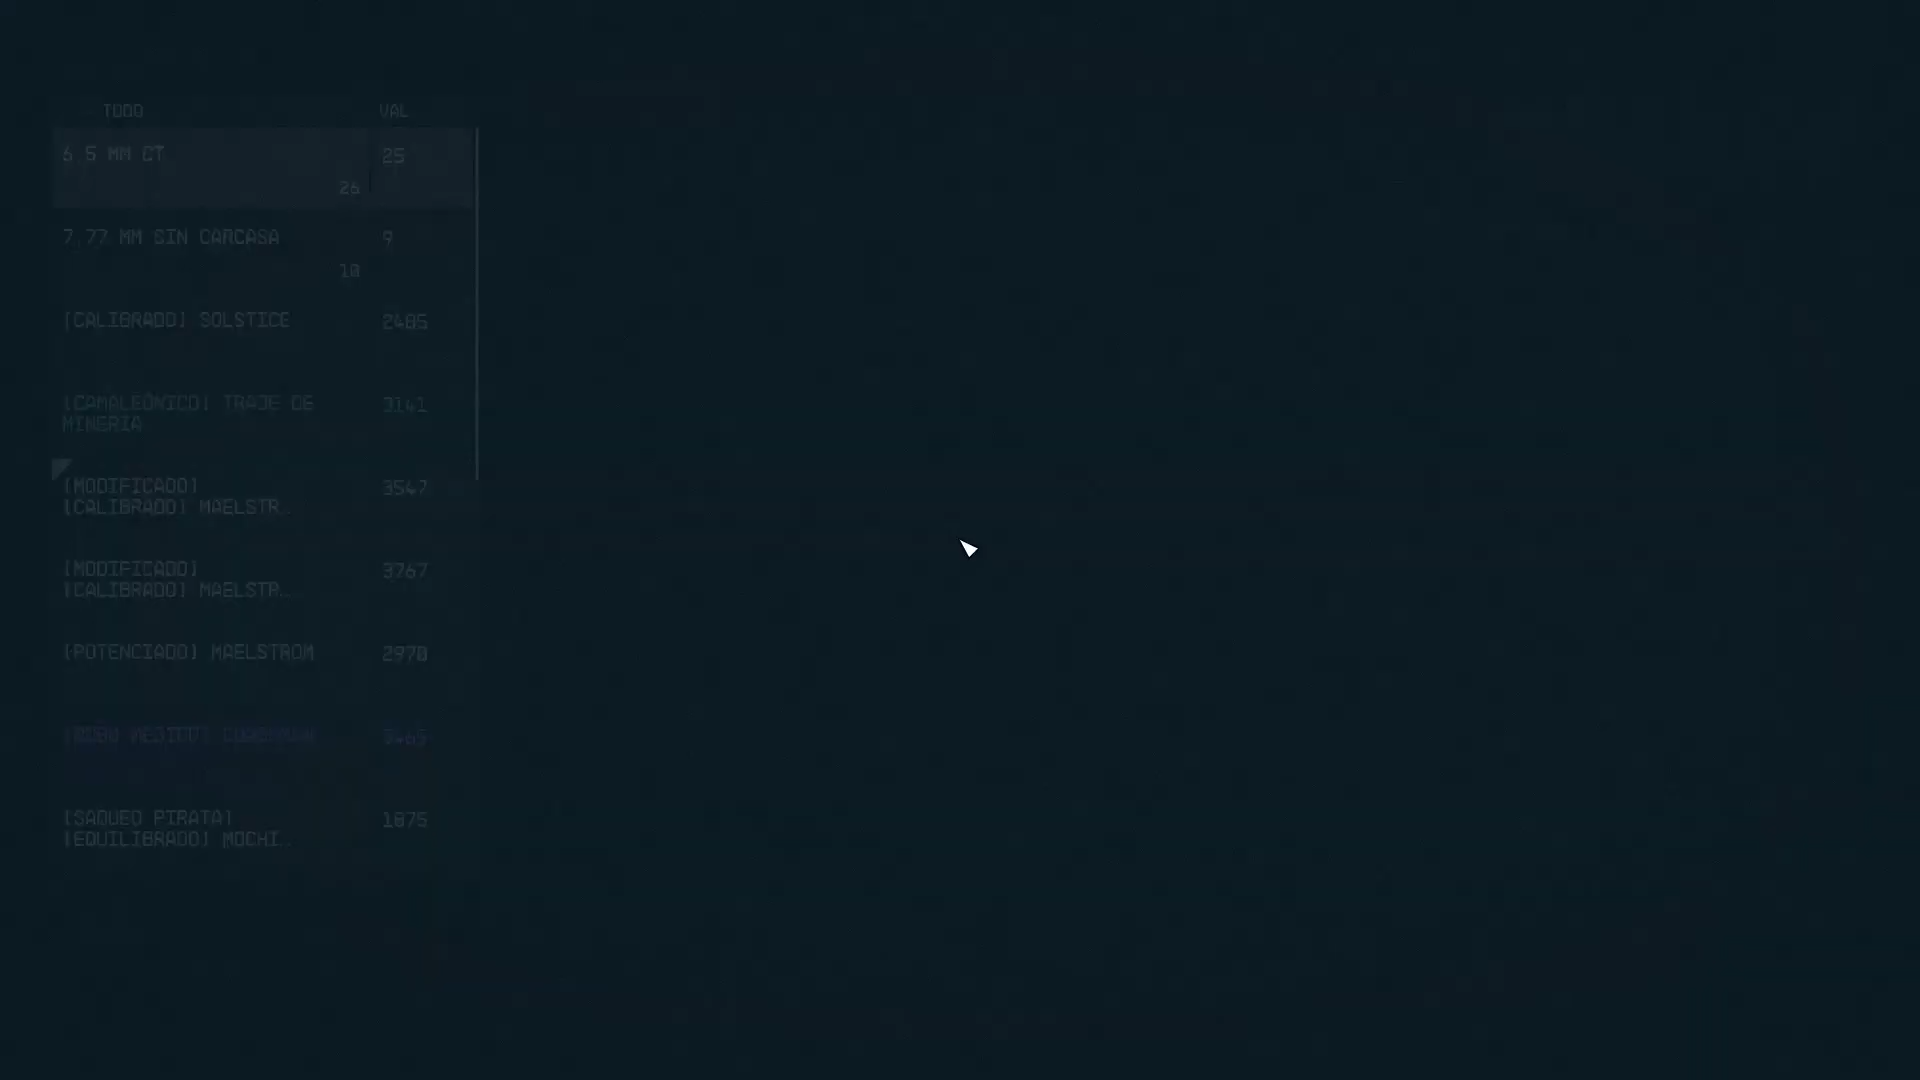 TODO VAL
6.5 MM CT 25
26
7.77 MM SIN CARCASA 9
10
[CALIBRADO] SOLSTICE 2485
[CAMALEÓNICO] TRAJE DE 3141
MINERÍA
[MODIFICADO] 3547
[CALIBRADO] MAELSTR...
[MODIFICADO] 3767
[CALIBRADO] MAELSTR...
[POTENCIADO] MAELSTROM 2970
3465
[SAQUEO PIRATA] 1875
[EQUILIBRADO] MOCHI...